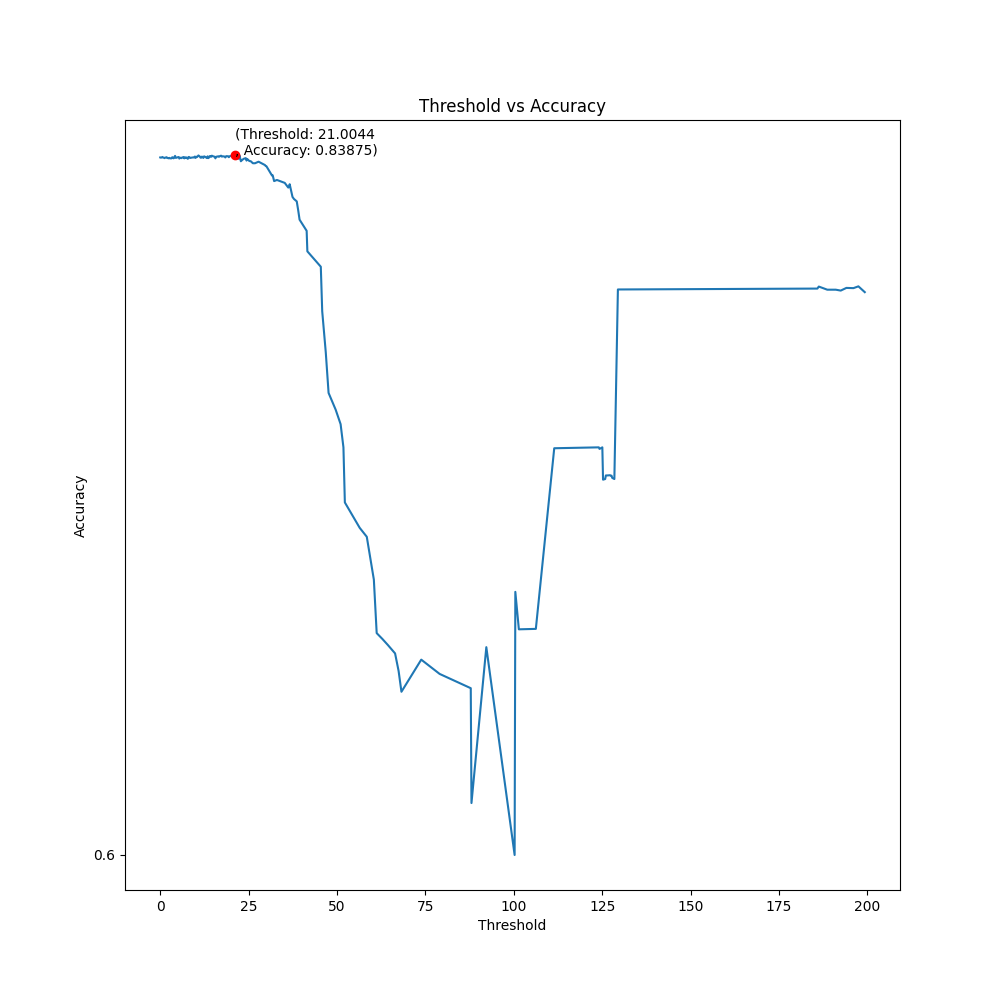 Threshold vs Accuracy
(Threshold: 21.0044
Accuracy: 0.83875)
Accuracy
0.6
0 25 50 75 100 125 150 175 200
Threshold